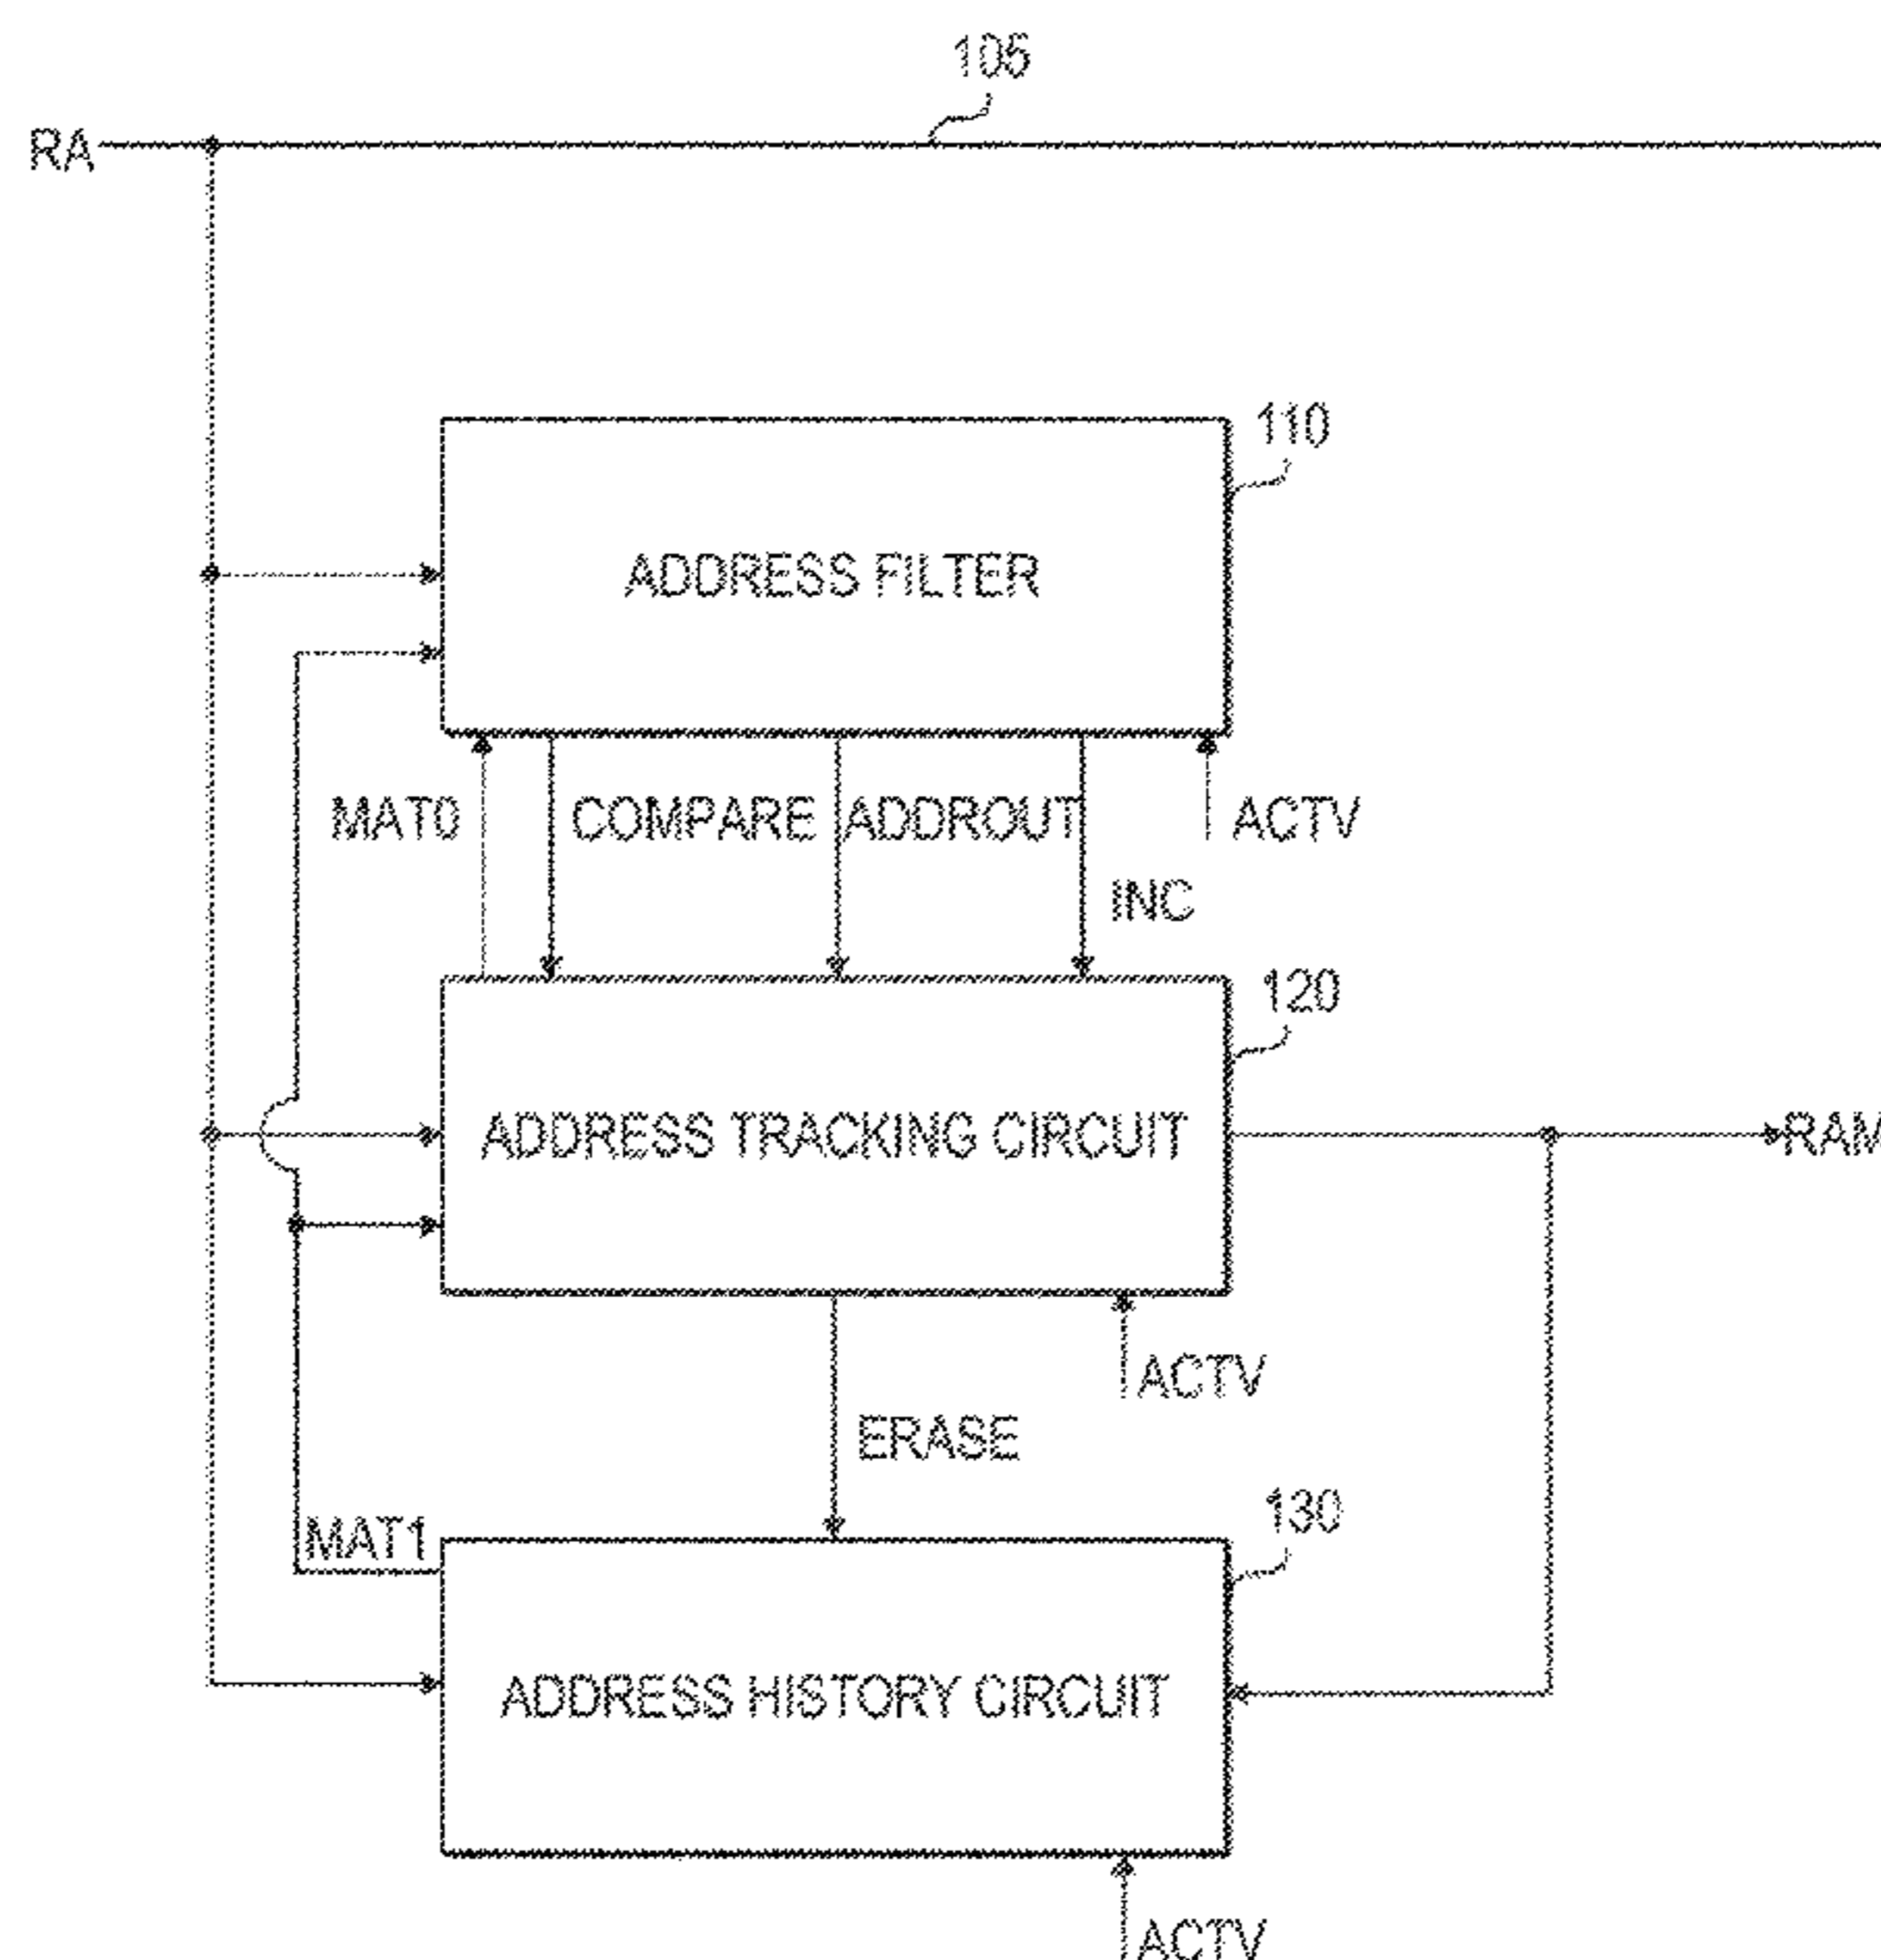 105
RA
110
ADDRESS FILTER
MAT0
COMPARE
ADDROUT
ACTV
INC
120
ADDRESS TRACKING CIRCUIT
RAM
ACTV
ERASE
130
MAT1
ADDRESS HISTORY CIRCUIT
ACTV